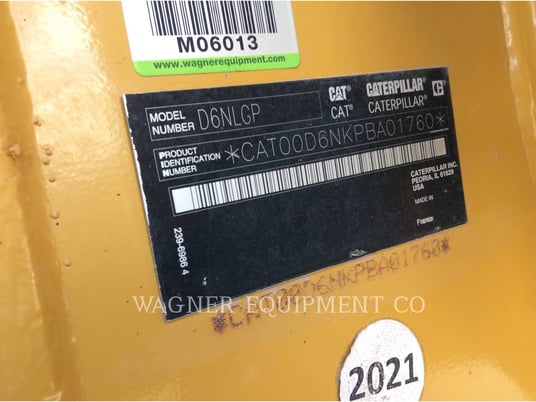 M06013
www.wagnerequipment.com
MODEL NUMBER D6NLGP
CAT CATERPILLAR
CAT® CATERPILLAR®
PRODUCT IDENTIFICATION NUMBER *CAT00D6NKPBA01760*
CATERPILLAR INC.
PEORIA, IL 61629
USA
MADE IN
France
239-6986 4
WAGNER EQUIPMENT CO
*CAT00D6NKPBA01760*
2021